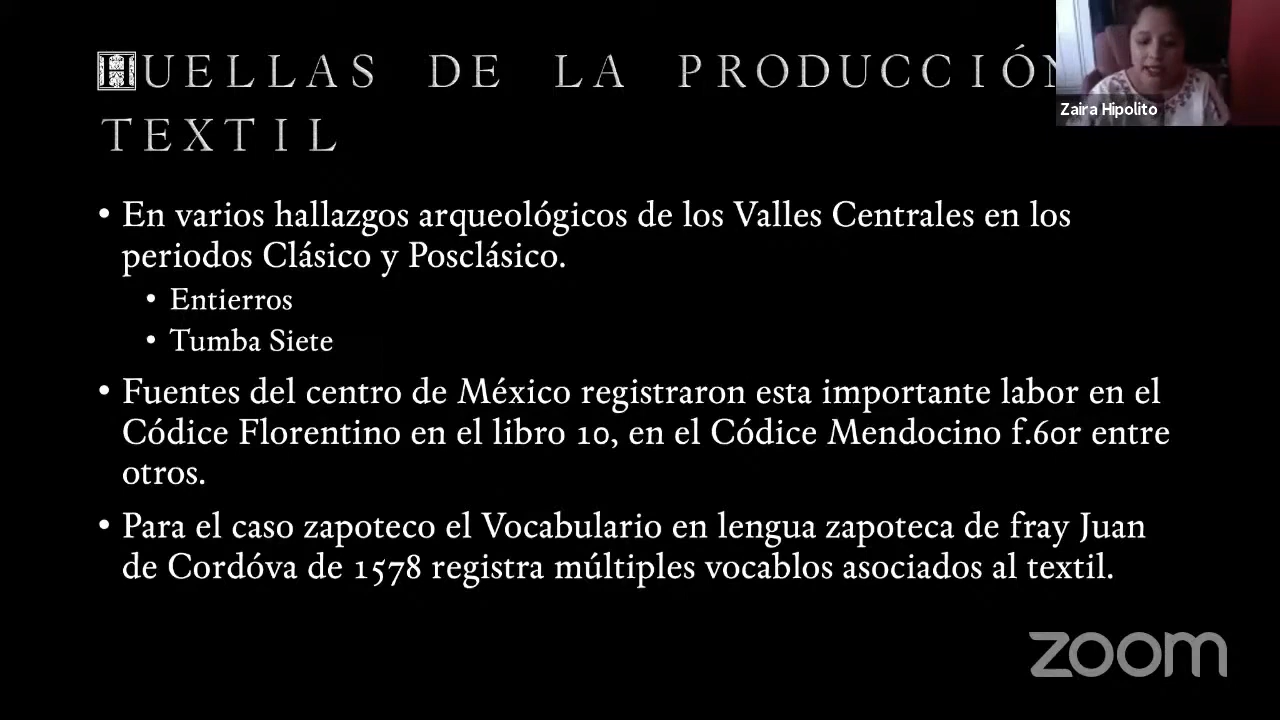 HUELLAS DE LA PRODUCCIÓN
TEXTIL
Zaira Hipolito
• En varios hallazgos arqueológicos de los Valles Centrales en los
periodos Clásico y Posclásico.
• Entierros
• Tumba Siete
• Fuentes del centro de México registraron esta importante labor en el
Códice Florentino en el libro 10, en el Códice Mendocino f.60r entre
otros.
• Para el caso zapoteco el Vocabulario en lengua zapoteca de fray Juan
de Cordóva de 1578 registra múltiples vocablos asociados al textil.
zoom